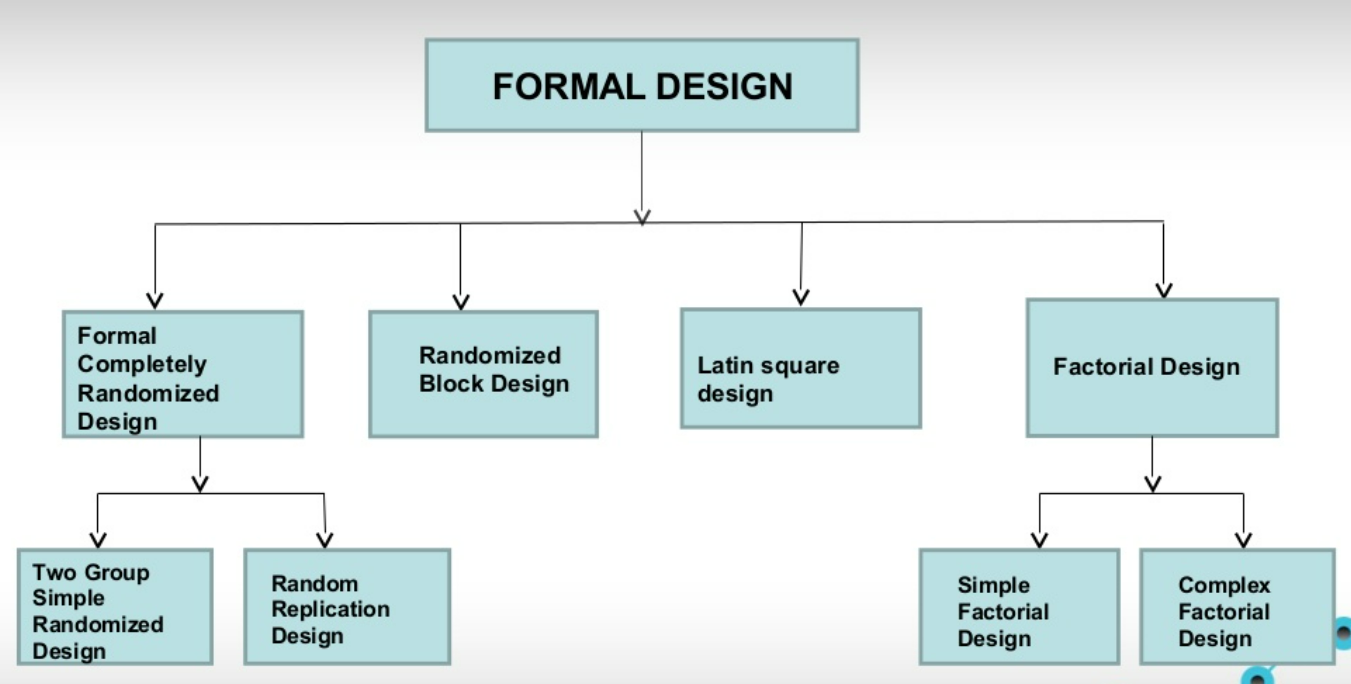 FORMAL DESIGN
Formal
Completely
Randomized
Design
Randomized
Block Design
Latin square
design
Factorial Design
Two Group
Simple
Randomized
Design
Random
Replication
Design
Simple
Factorial
Design
Complex
Factorial
Design